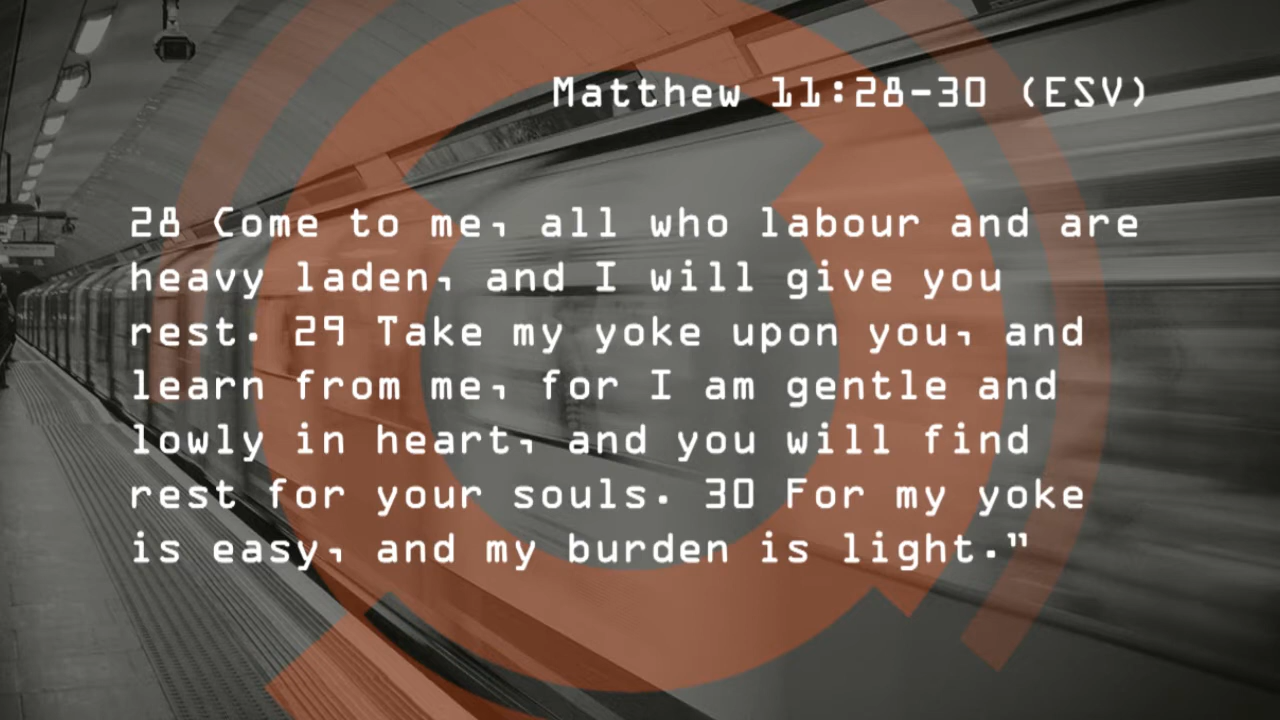 Matthew 11:28-30 (ESV)
28 Come to me, all who labour and are
heavy laden, and I will give you
rest. 29 Take my yoke upon you, and
learn from me, for I am gentle and
lowly in heart, and you will find
rest for your souls. 30 For my yoke
is easy, and my burden is light.”